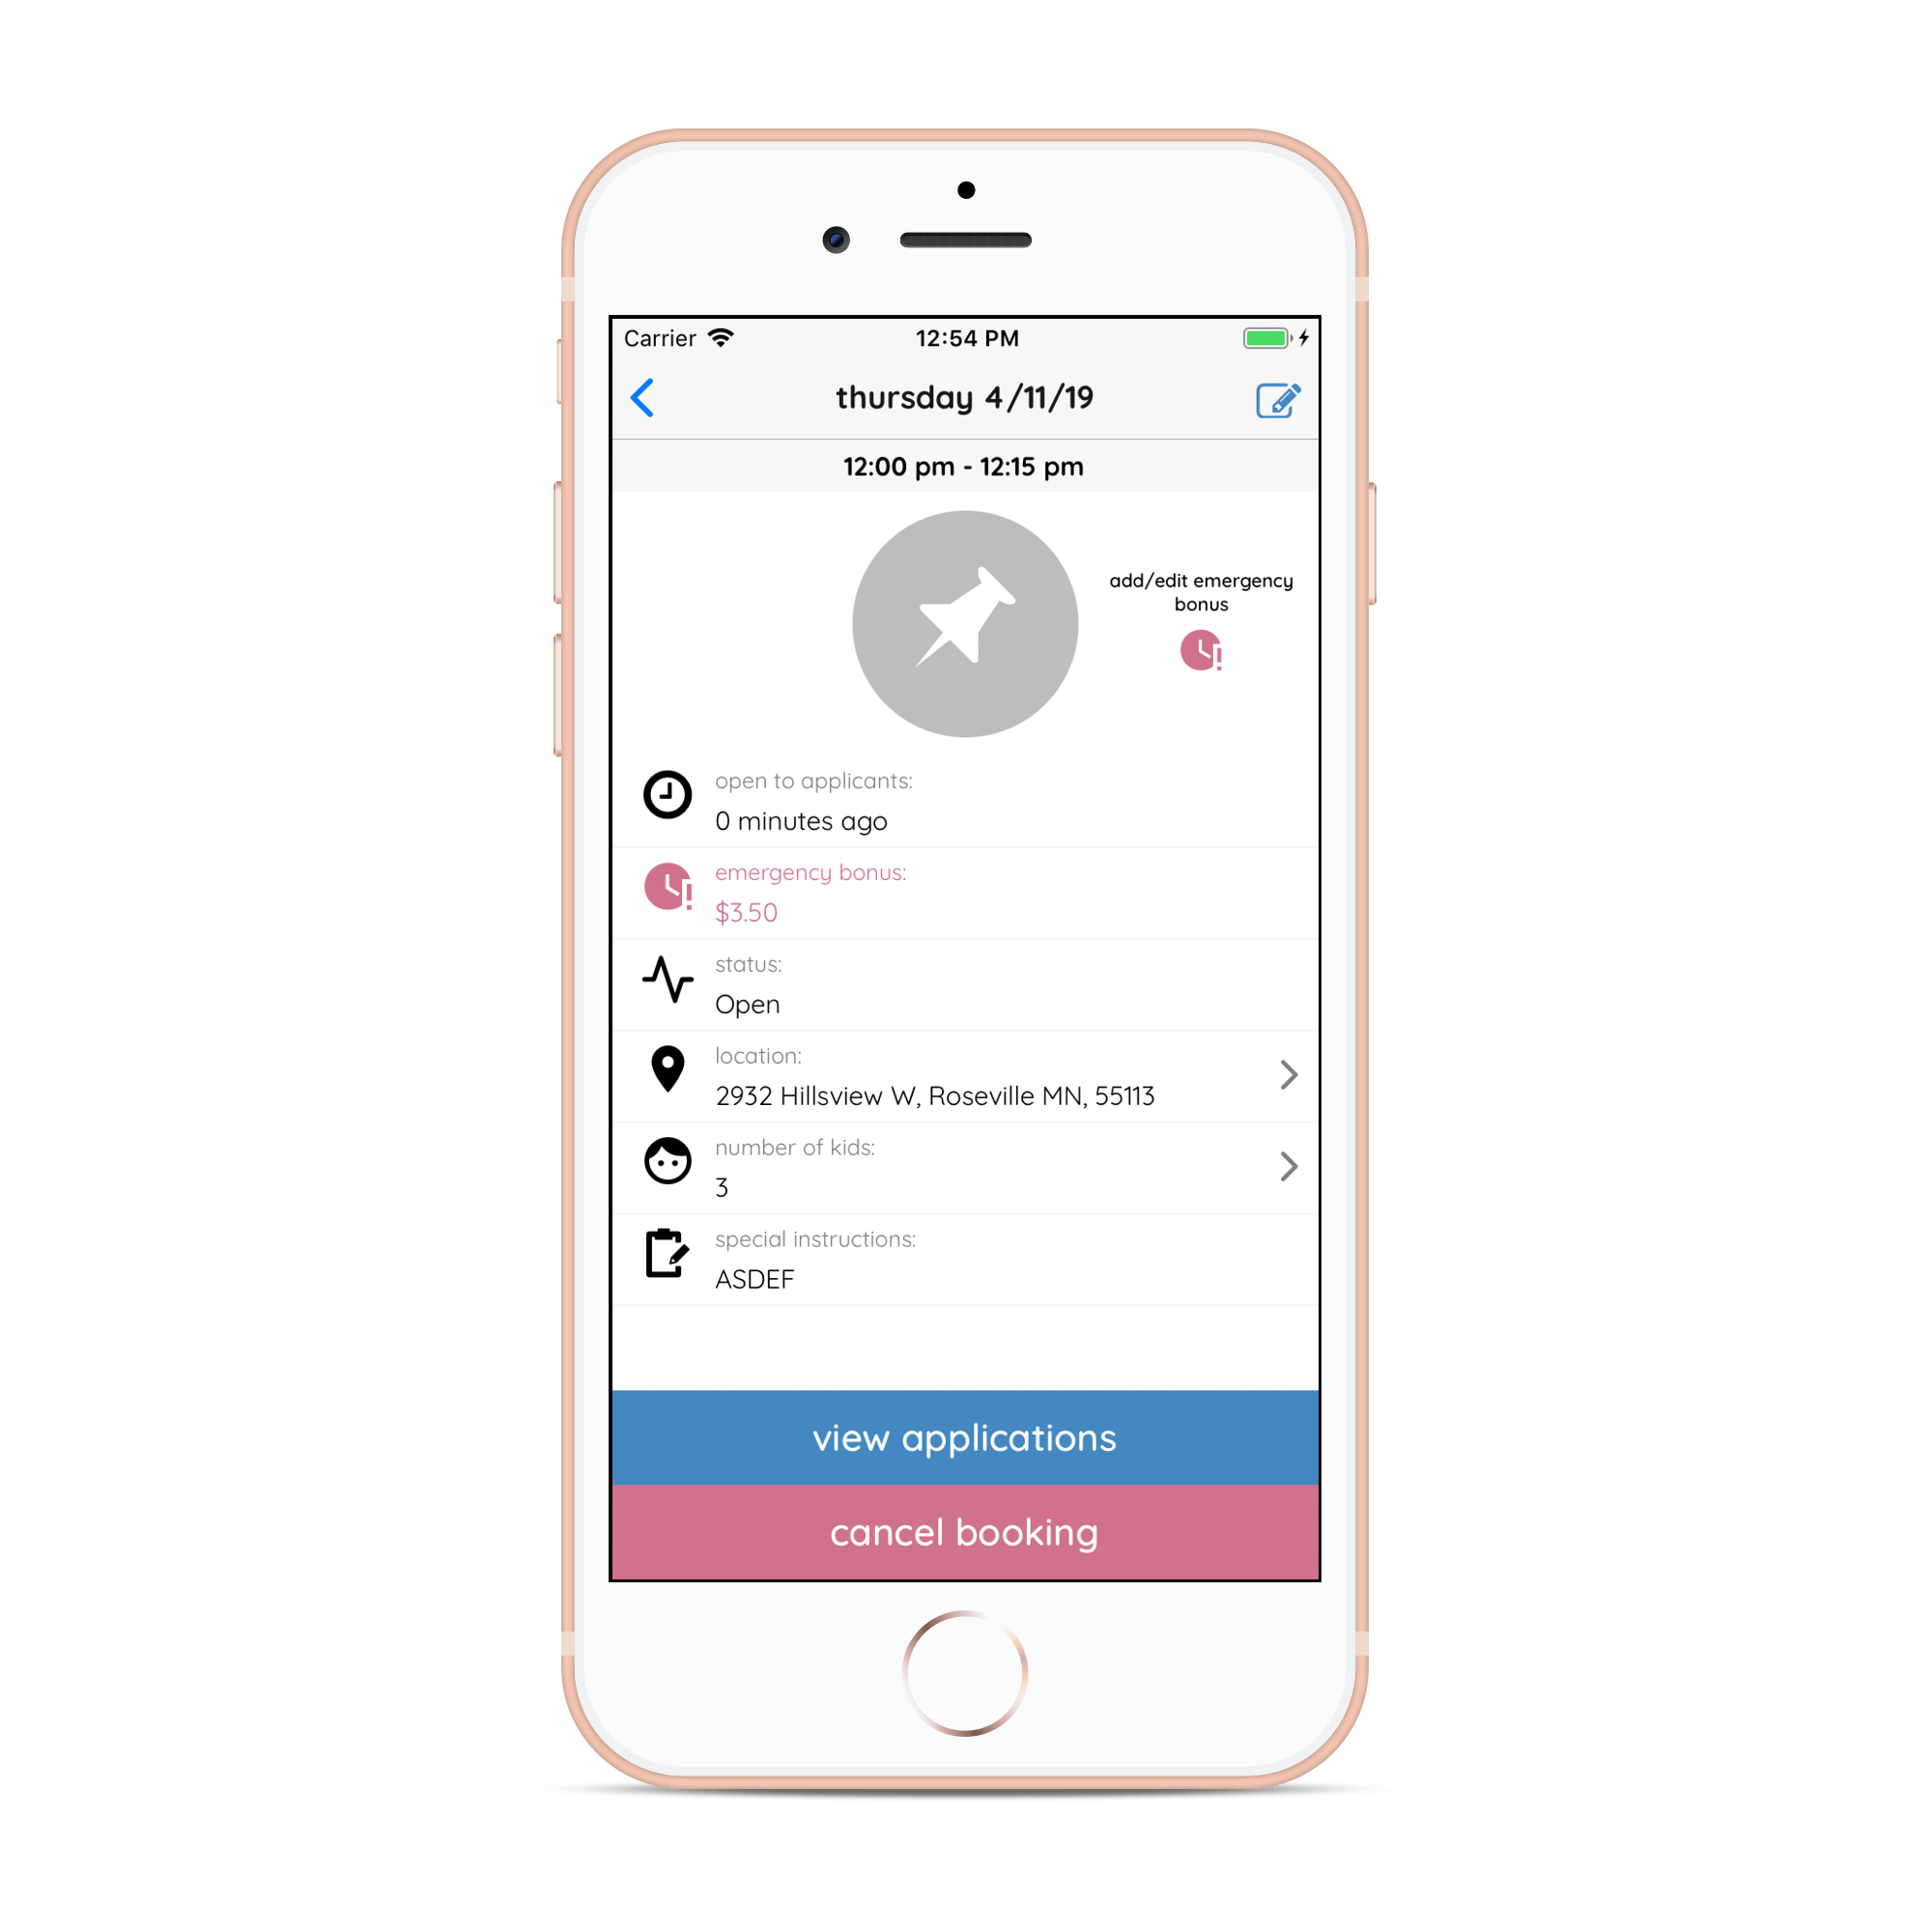 Carrier 12:54 PM
thursday 4/11/19
12:00 pm - 12:15 pm
add/edit emergency
bonus
open to applicants:
0 minutes ago
emergency bonus:
$3.50
status:
Open
location:
2932 Hillsview W, Roseville MN, 55113
number of kids:
3
special instructions:
ASDEF
view applications
cancel booking